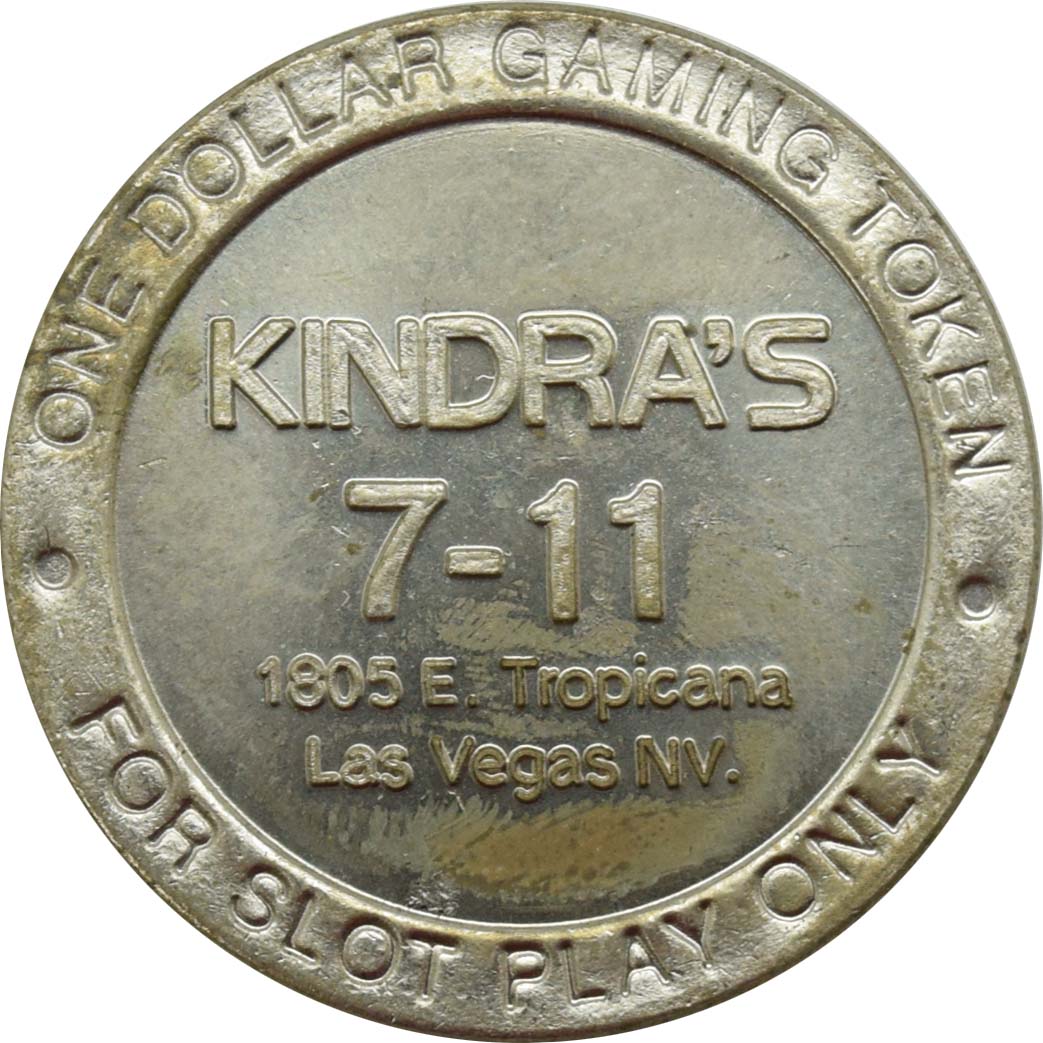 ONE DOLLAR GAMING TOKEN
KINDRA'S
7-11
1805 E. Tropicana
Las Vegas NV.
FOR SLOT PLAY ONLY